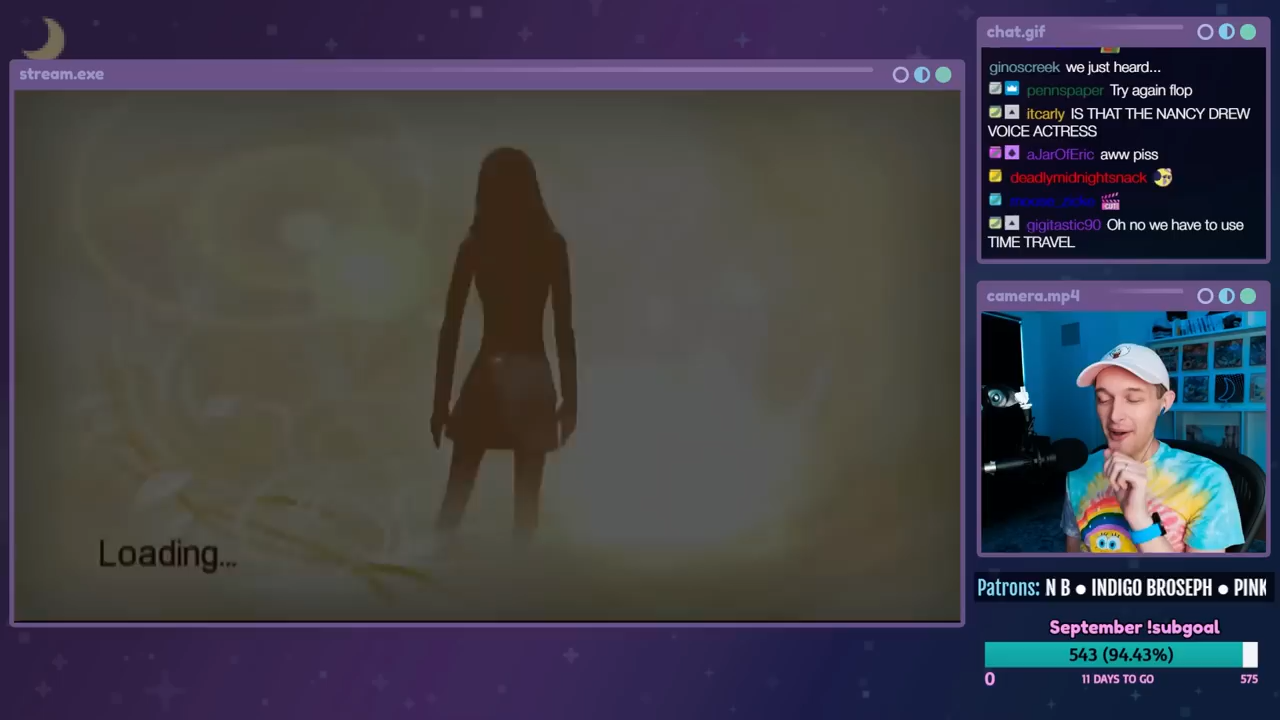 stream.exe
Loading...
chat.gif
ginoscreek we just heard...
pennspaper Try again flop
itcarly IS THAT THE NANCY DREW
VOICE ACTRESS
aJarOfEric aww piss
deadlymidnightsnack
gigitastic90 Oh no we have to use
TIME TRAVEL
camera.mp4
Patrons: N B ● INDIGO BROSEPH ● PINK
September !subgoal
543 (94.43%)
0 11 DAYS TO GO 575